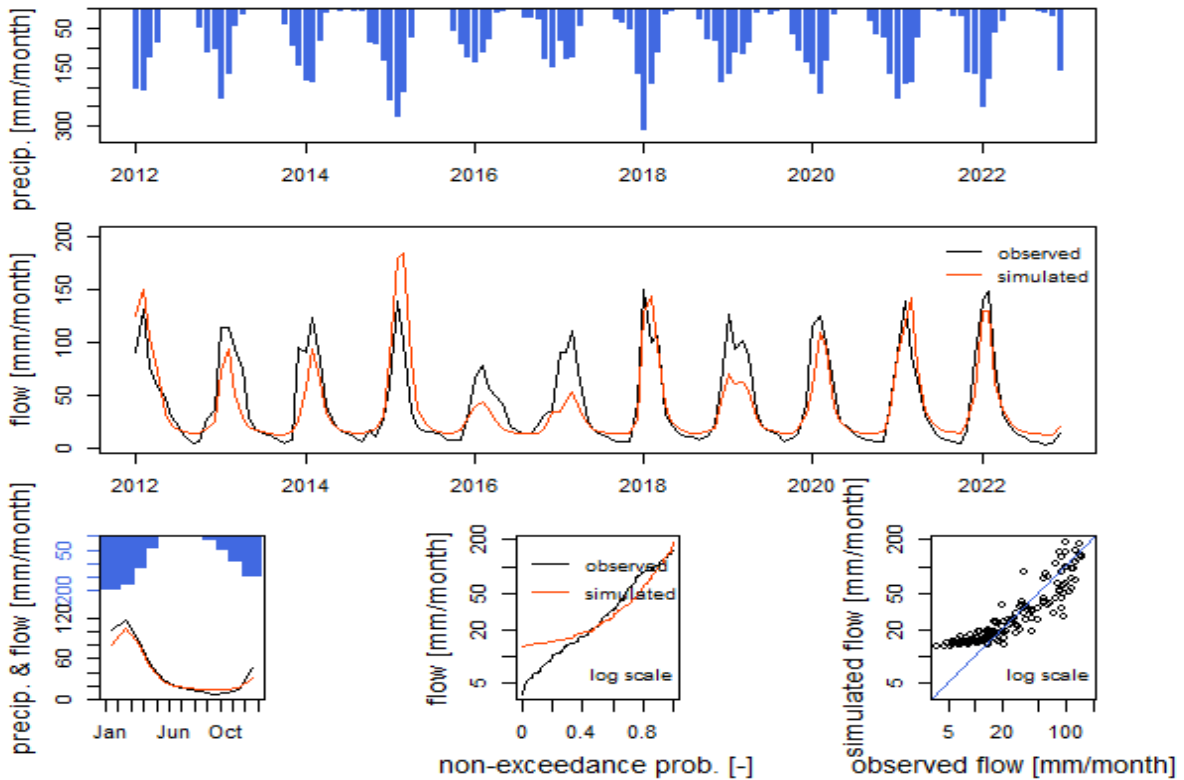 precip. [mm/month]
50
150
300
2012 2014 2016 2018 2020 2022
flow [mm/month]
200
150
100
50
0
observed
simulated
2012 2014 2016 2018 2020 2022
precip. & flow [mm/month]
50
200
120
60
0
Jan Jun Oct
flow [mm/month]
200
50
20
5
observed
simulated
log scale
0 0.4 0.8
non-exceedance prob. [-]
simulated flow [mm/month]
200
50
20
5
log scale
5 20 100
observed flow [mm/month]